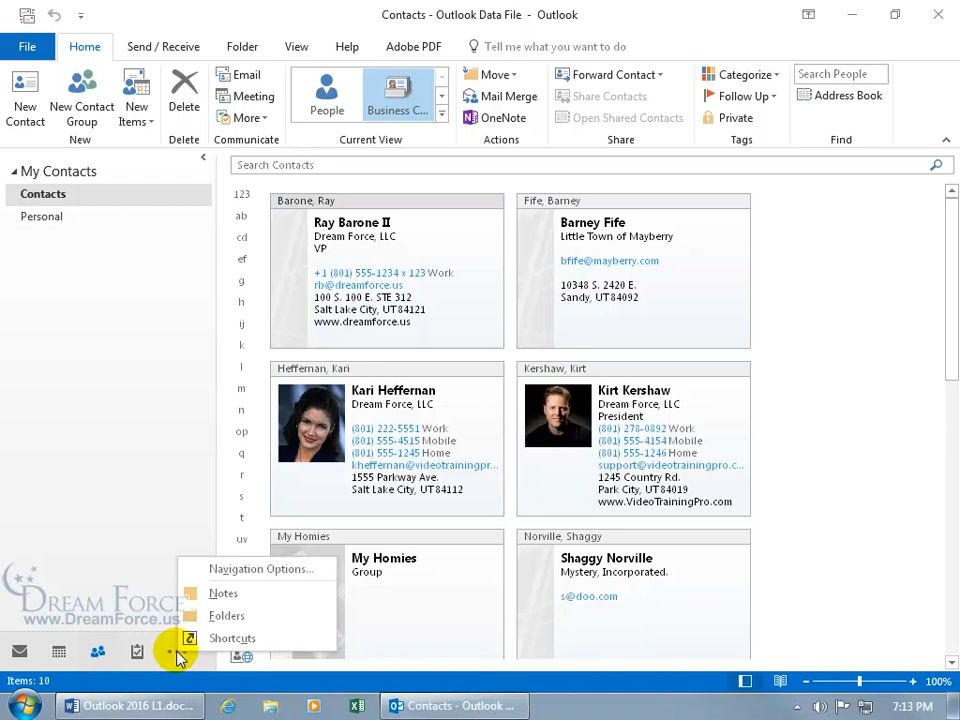 Contacts - Outlook Data File - Outlook
File
Home
Send / Receive
Folder
View
Help
Adobe PDF
Tell me what you want to do
New Contact
New Contact Group
New Items
New
Delete
Delete
Email
Meeting
More
Communicate
People
Business C...
Current View
Move
Mail Merge
OneNote
Actions
Forward Contact
Share Contacts
Open Shared Contacts
Share
Categorize
Follow Up
Private
Tags
Search People
Address Book
Find
My Contacts
Contacts
Personal
Search Contacts
123
ab
cd
ef
g
h
ij
k
l
m
n
op
q
r
s
t
uv
Barone, Ray
Ray Barone II
Dream Force, LLC
VP
+1 (801) 555-1234 x 123 Work
rb@dreamforce.us
100 S. 100 E. STE 312
Salt Lake City, UT 84121
www.dreamforce.us
Fife, Barney
Barney Fife
Little Town of Mayberry
bfife@mayberry.com
10348 S. 2420 E.
Sandy, UT 84092
Heffernan, Kari
Kari Heffernan
Dream Force, LLC
(801) 222-5551 Work
(801) 555-4515 Mobile
(801) 555-1245 Home
kheffernan@videotrainingpr...
1555 Parkway Ave.
Salt Lake City, UT 84112
Kershaw, Kirt
Kirt Kershaw
Dream Force, LLC
President
(801) 278-0892 Work
(801) 555-4154 Mobile
(801) 555-1246 Home
support@videotrainingpro.c...
1245 Country Rd.
Park City, UT 84019
www.VideoTrainingPro.com
My Homies
My Homies
Group
Norville, Shaggy
Shaggy Norville
Mystery, Incorporated.
s@doo.com
Navigation Options...
Notes
Folders
Shortcuts
DREAM FORCE
www.DreamForce.us
Items: 10
100%
Outlook 2016 L1.doc...
Contacts - Outlook ...
7:13 PM